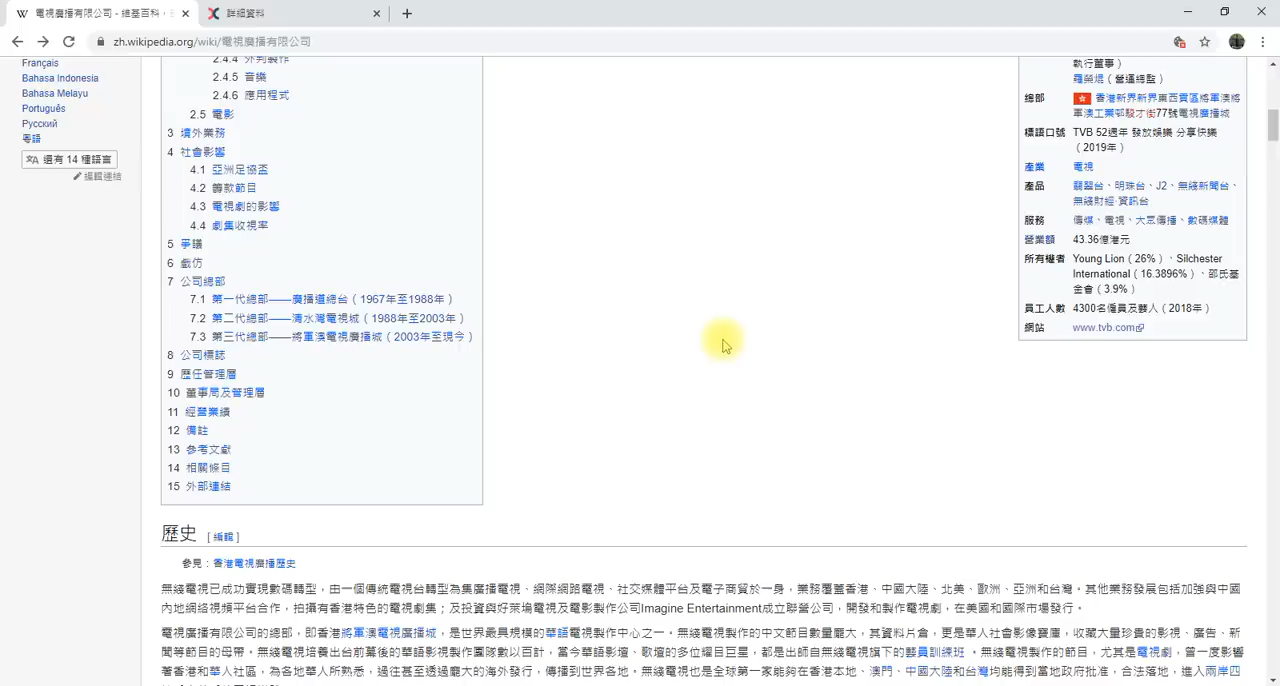 電視廣播有限公司 - 維基百科，
詳細資料
zh.wikipedia.org/wiki/電視廣播有限公司
Français
Bahasa Indonesia
Bahasa Melayu
Português
Русский
粵語
還有 14 種語言
編輯連結
2.4.4 外判製作
2.4.5 音樂
2.4.6 應用程式
2.5 電影
3 境外業務
4 社會影響
4.1 亞洲足協盃
4.2 籌款節目
4.3 電視劇的影響
4.4 劇集收視率
5 爭議
6 戲仿
7 公司總部
7.1 第一代總部——廣播道總台（1967年至1988年）
7.2 第二代總部——清水灣電視城（1988年至2003年）
7.3 第三代總部——將軍澳電視廣播城（2003年至現今）
8 公司標誌
9 歷任管理層
10 董事局及管理層
11 經營業績
12 備註
13 參考文獻
14 相關條目
15 外部連結
執行董事）
羅榮焜（營運總監）
總部 香港新界新界東西貢區將軍澳將
軍澳工業邨駿才街77號電視廣播城
標語口號 TVB 52週年 發放娛議 分享快議
（2019年）
產業 電視
產品 翡翠台、明珠台、J2、無綫新聞台、
無綫財經·資訊台
服務 傳媒、電視、大眾傳播、數碼媒體
營業額 43.36億港元
所有權者 Young Lion（26%）、Silchester
International（16.3896%）、邵氏基
金會（3.9%）
員工人數 4300名僱員及藝人（2018年）
網站 www.tvb.com
歷史 [編輯]
參見：香港電視廣播歷史
無綫電視已成功實現數碼轉型，由一個傳統電視台轉型為集廣播電視、網際網路電視、社交媒體平台及電子商貿於一身，業務覆蓋香港、中國大陸、北美、歐洲、亞洲和台灣。其他業務發展包括加強與中國
內地網絡視頻平台合作，拍攝有香港特色的電視劇集；及投資與好萊塢電視及電影製作公司Imagine Entertainment成立聯營公司，開發和製作電視劇，在美國和國際市場發行。
電視廣播有限公司的總部，即香港將軍澳電視廣播城，是世界最具規模的華語電視製作中心之一。無綫電視製作的中文節目數量龐大，其資料片倉，更是華人社會影像寶庫，收藏大量珍貴的影視、廣告、新
聞等節目的母帶。無綫電視培養出台前幕後的華語影視製作團隊數以百計，當今華語影壇、歌壇的多位耀目巨星，都是出師自無綫電視旗下的藝員訓練班。無綫電視製作的節目，尤其是電視劇，曾一度影響
著香港和華人社區，為各地華人所熟悉，過往甚至透過龐大的海外發行，傳播到世界各地。無綫電視也是全球第一家能夠在香港本地、澳門、中國大陸和台灣均能得到當地政府批准，合法落地，進入兩岸四